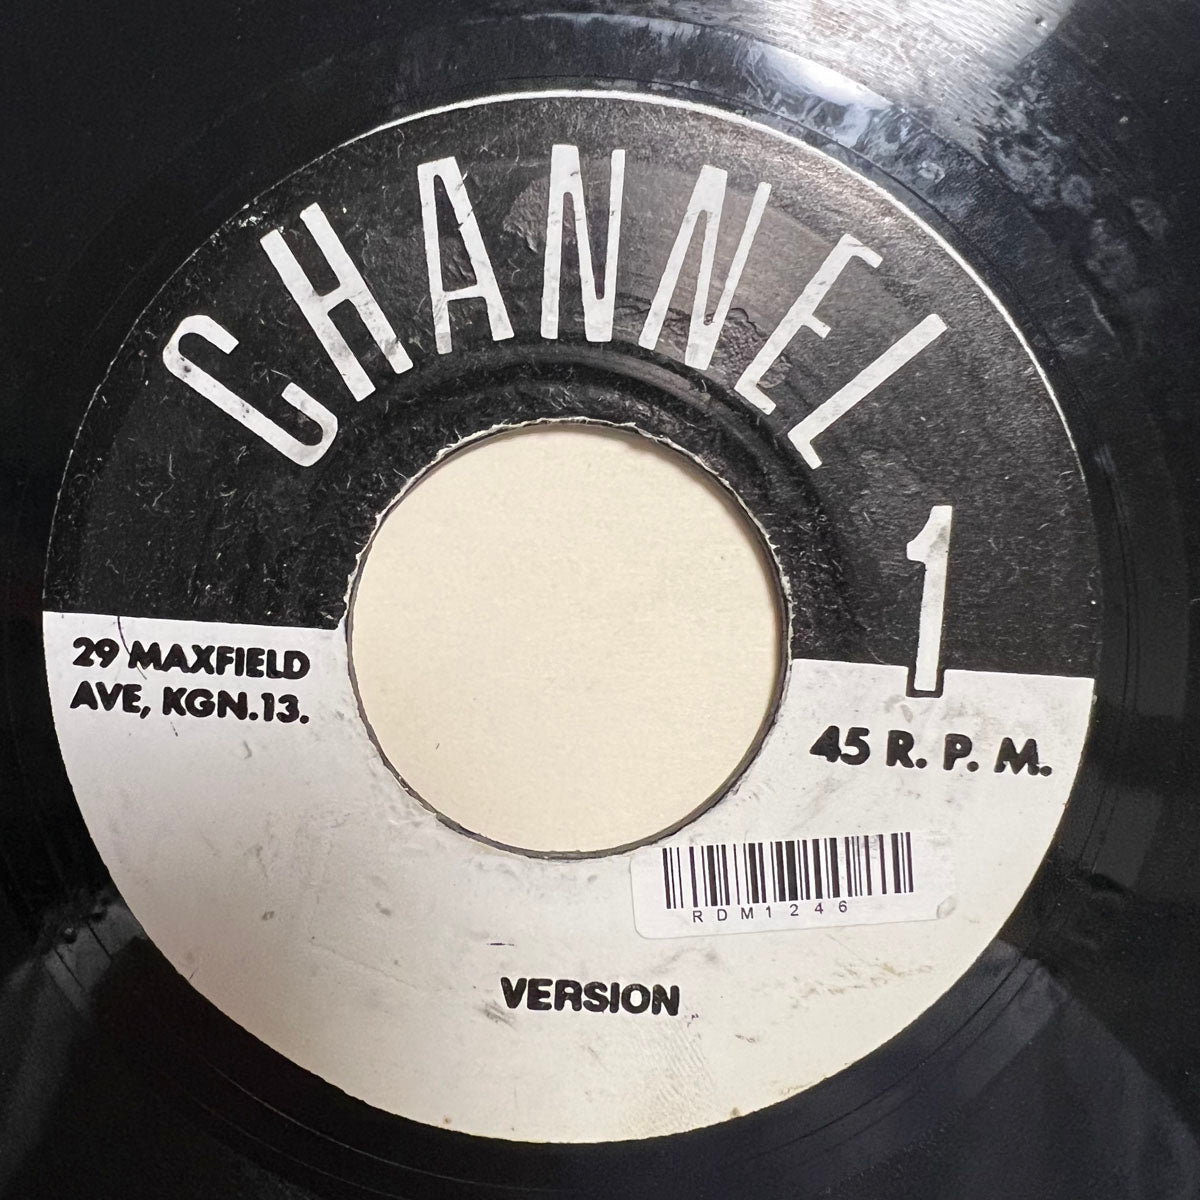 CHANNEL
1
29 MAXFIELD
AVE, KGN.13.
45 R. P. M.
RDM1246
VERSION